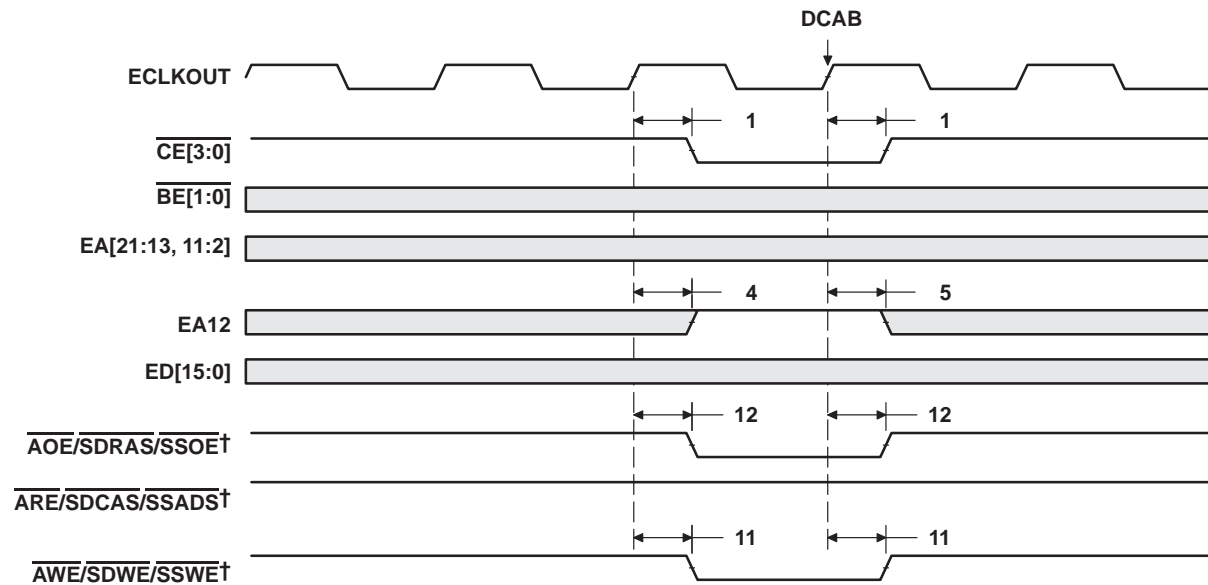 DCAB
ECLKOUT
1 1
CE[3:0]
BE[1:0]
EA[21:13, 11:2]
4 5
EA12
ED[15:0]
12 12
AOE/SDRAS/SSOE†
ARE/SDCAS/SSADS†
11 11
AWE/SDWE/SSWE†